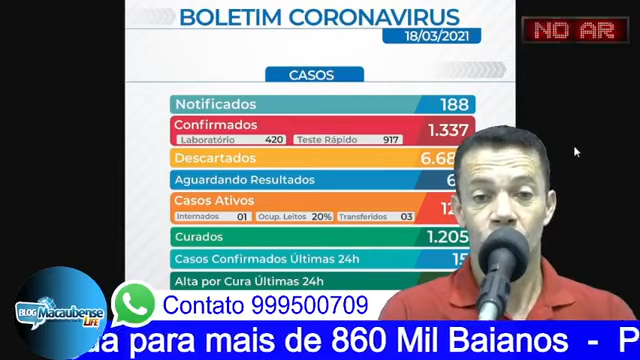 BOLETIM CORONAVIRUS
18/03/2021
NO AR
CASOS
Notificados 188
Confirmados 1.337
Laboratório 420 Teste Rápido 917
Descartados
Aguardando Resultados
Casos Ativos
Internados 01 Ocup. Leitos 20% Transferidos 03
Curados 1.205
Casos Confirmados Últimas 24h 15
Alta por Cura Últimas 24h
BLOG Macaubense LIFE
Contato 999500709
para mais de 860 Mil Baianos - P